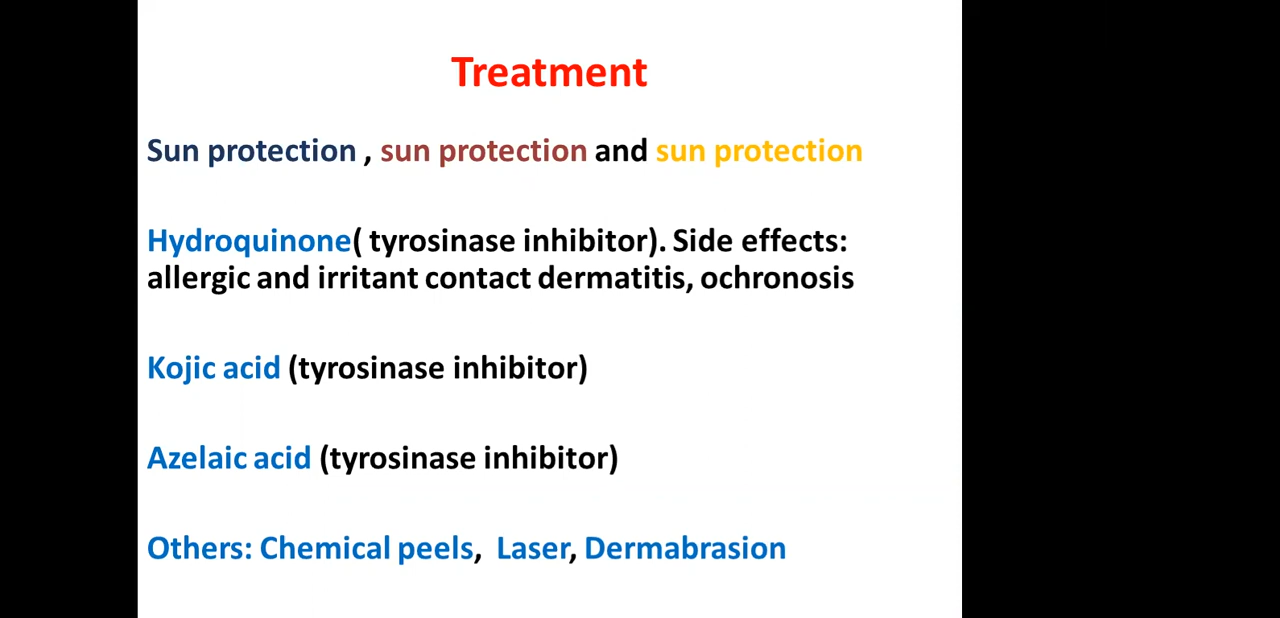 Treatment
Sun protection , sun protection and sun protection
Hydroquinone( tyrosinase inhibitor). Side effects:
allergic and irritant contact dermatitis, ochronosis
Kojic acid (tyrosinase inhibitor)
Azelaic acid (tyrosinase inhibitor)
Others: Chemical peels, Laser, Dermabrasion